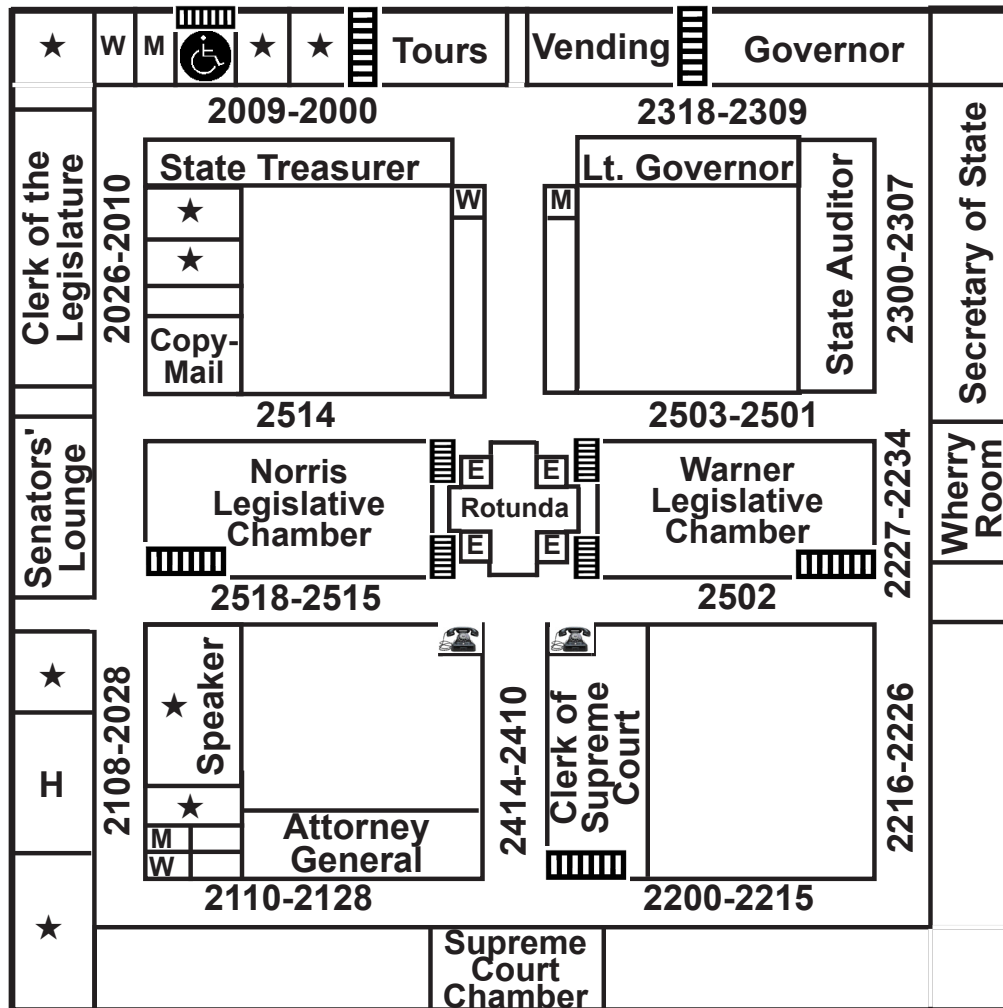 W
M
Tours
Vending
Governor
2009-2000
2318-2309
Clerk of the
Legislature
2026-2010
State Treasurer
W
M
Lt. Governor
State Auditor
2300-2307
Secretary of State
Copy-
Mail
2514
2503-2501
Senators'
Lounge
Norris
Legislative
Chamber
E
E
Rotunda
E
E
Warner
Legislative
Chamber
2227-2234
Wherry
Room
2518-2515
2502
2108-2028
Speaker
2414-2410
Clerk of
Supreme
Court
2216-2226
H
M
W
Attorney
General
2110-2128
2200-2215
Supreme
Court
Chamber